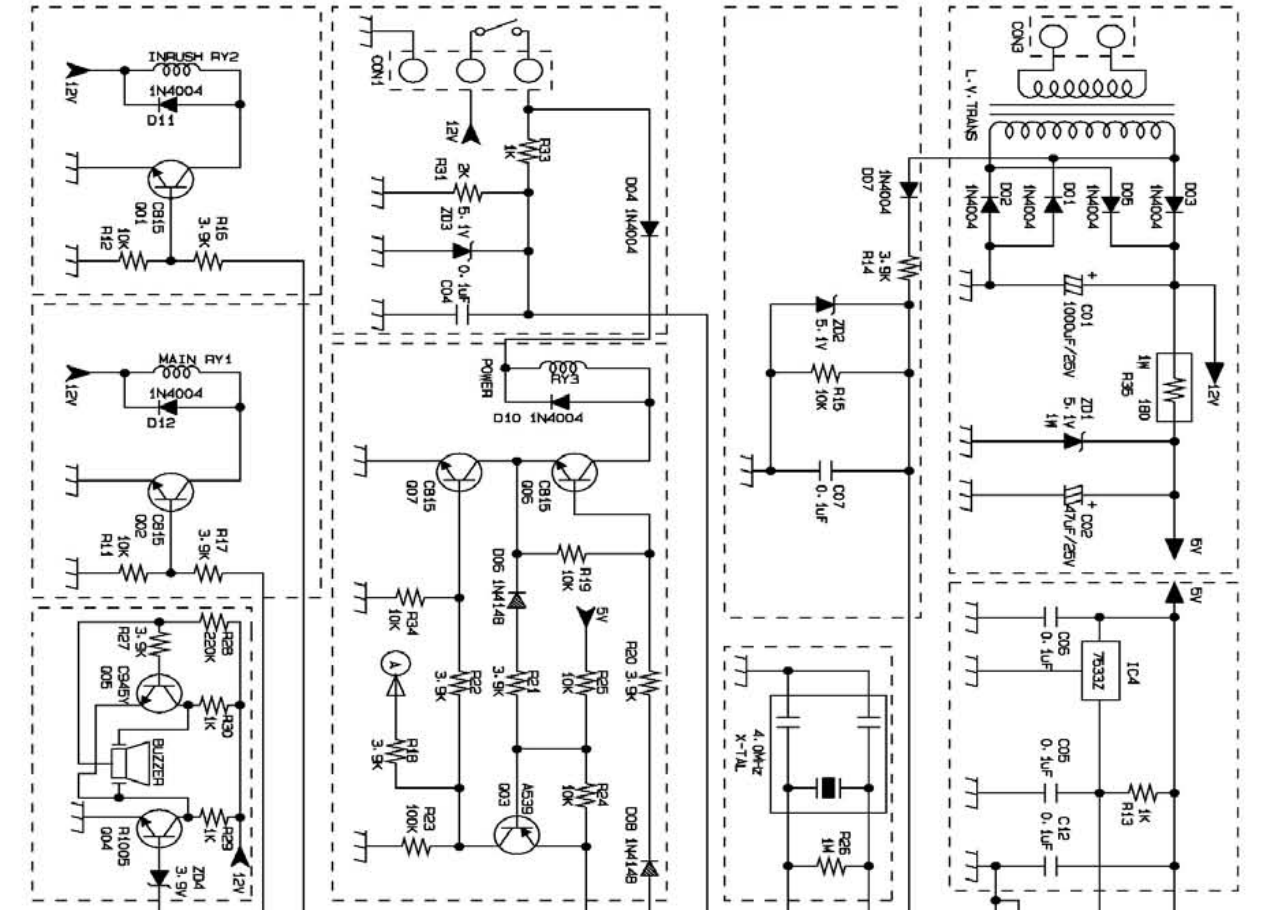 INRUSH RY2
12V
1N4004
D11
CB15
Q01
R12
10K
R16
3.9K
MAIN RY1
12V
1N4004
D12
CB15
Q02
R11
10K
R17
3.9K
R27
3.9K
R28
220K
C945Y
Q05
R30
1K
BUZZER
R1005
Q04
R29
1K
ZD4
3.9V
12V
CON1
12V
R33
1K
R31
2K
ZD3
5.1V
C04
0.1uF
D04 1N4004
POWER
RY3
D10 1N4004
CB15
Q07
CB15
Q06
R19
10K
D06 1N4148
R34
10K
5V
A
R22
3.9K
R21
3.9K
R25
10K
R20
3.9K
R18
3.9K
R23
100K
A539
Q03
R24
10K
D08 1N4148
1N4004
D07
3.9K
R14
ZD2
5.1V
R15
10K
C07
0.1uF
4.0MHz
X-TAL
R26
1M
CON3
L.V.TRANS
D02
1N4004
D01
1N4004
D05
1N4004
D03
1N4004
+
C01
1000uF/25V
1W
R36
180
12V
ZD1
5.1V
1W
+
C02
47uF/25V
5V
5V
C06
0.1uF
IC4
7533Z
C05
0.1uF
R13
1K
C12
0.1uF